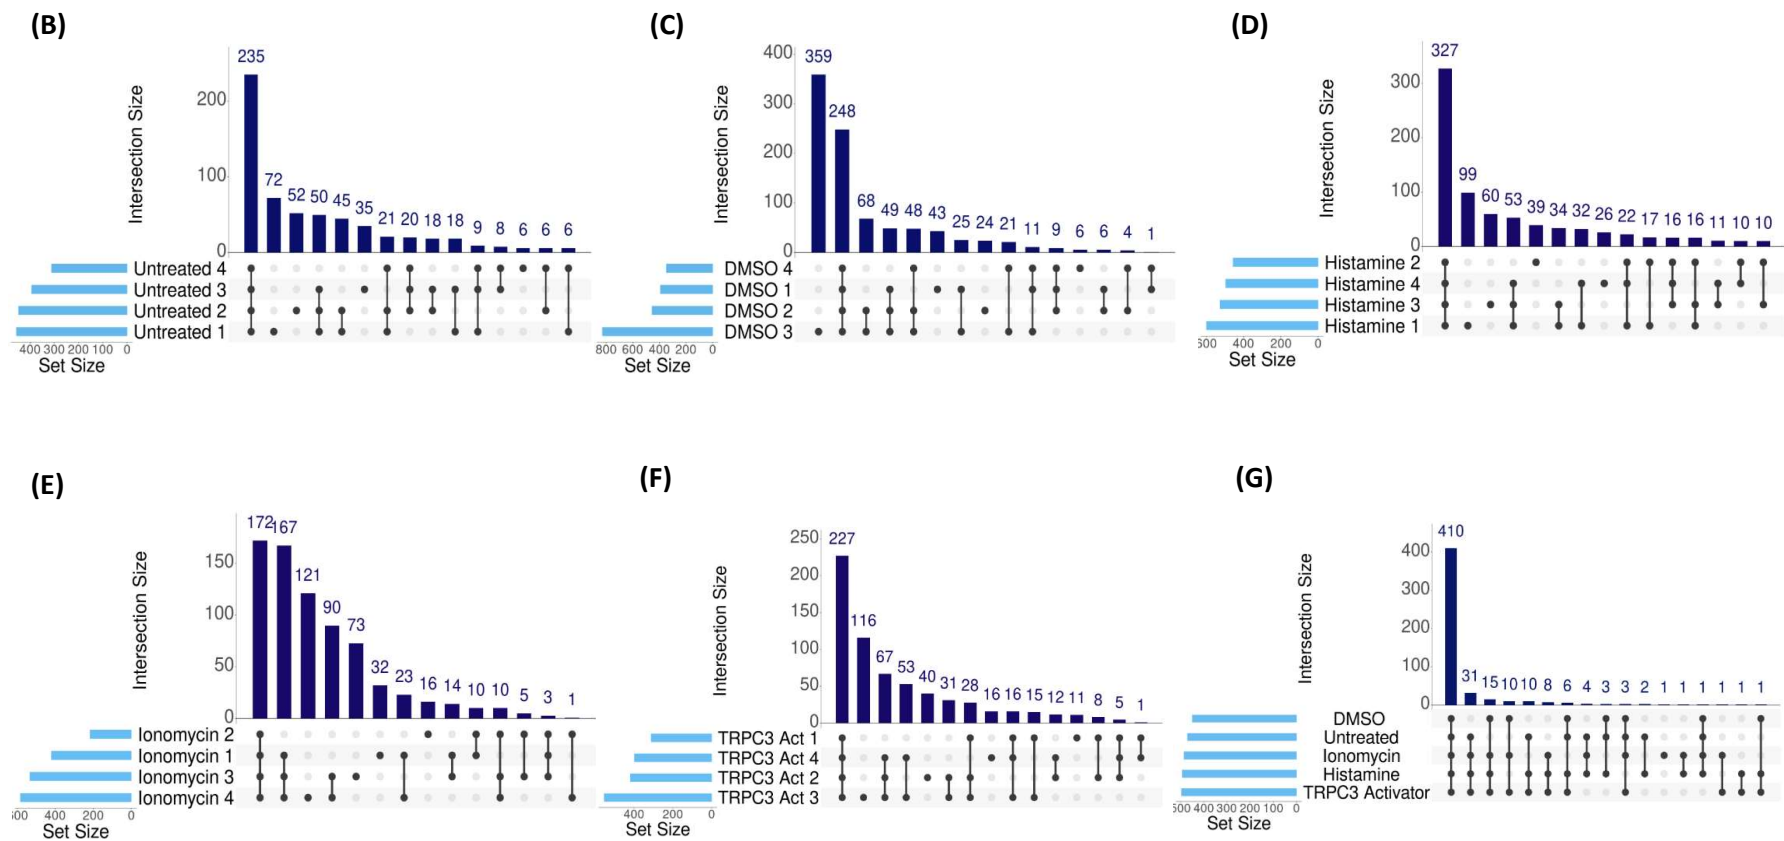 (B)
235
72 52 50 45 35 21 20 18 18 9 8 6 6 6
200
100
0
Intersection Size
Untreated 4
Untreated 3
Untreated 2
Untreated 1
400 300 200 100 0
Set Size
(C)
400
359
300
248
200
100
68 49 48 43 25 24 21 11 9 6 6 4 1
0
Intersection Size
DMSO 4
DMSO 1
DMSO 2
DMSO 3
800 600 400 200 0
Set Size
(D)
327
300
200
100
99 60 53 39 34 32 26 22 17 16 16 11 10 10
0
Intersection Size
Histamine 2
Histamine 4
Histamine 3
Histamine 1
600 400 200 0
Set Size
(E)
172 167 121 90 73 32 23 16 14 10 10 5 3 1
150
100
50
0
Intersection Size
Ionomycin 2
Ionomycin 1
Ionomycin 3
Ionomycin 4
400 200 0
Set Size
(F)
250
227
200
150
116
100
67 53 40 31 28 16 16 15 12 11 8 5 1
50
0
Intersection Size
TRPC3 Act 1
TRPC3 Act 4
TRPC3 Act 2
TRPC3 Act 3
400 200 0
Set Size
(G)
410
400
300
200
100
31 15 10 10 8 6 4 3 3 2 1 1 1 1 1 1
0
Intersection Size
DMSO
Untreated
Ionomycin
Histamine
TRPC3 Activator
400 300 200 100 0
Set Size